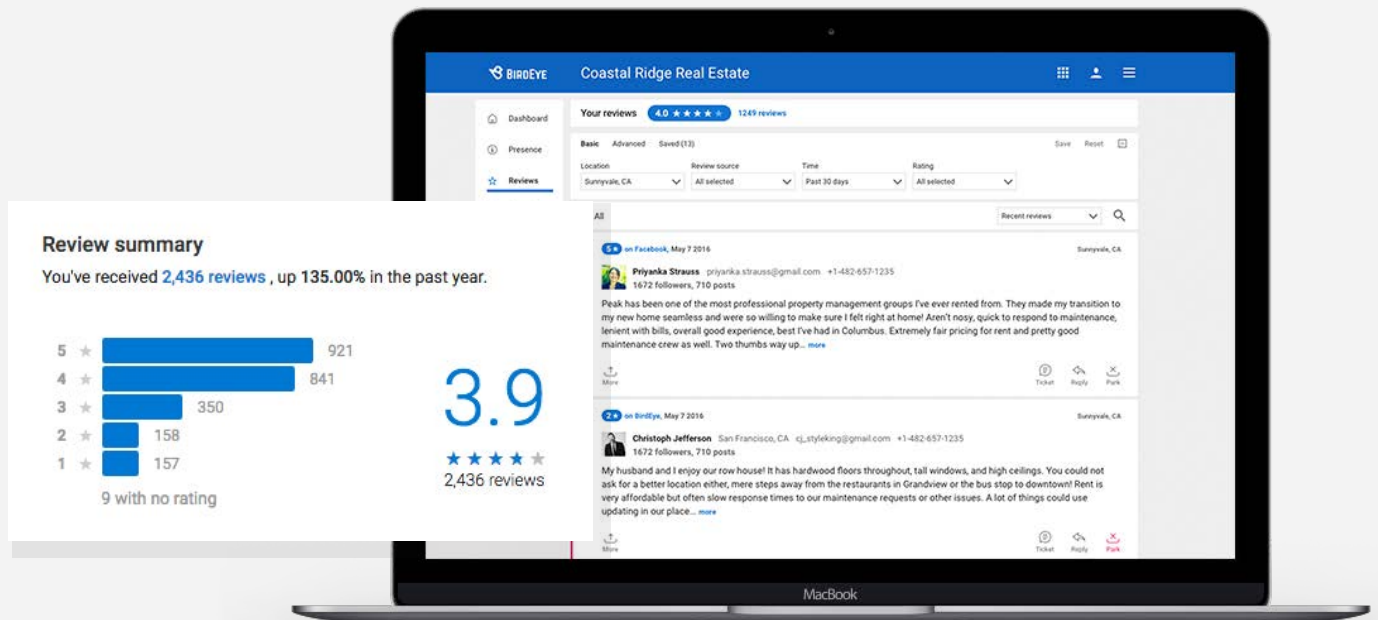 BIRDEYE Coastal Ridge Real Estate
Dashboard
Presence
Reviews
Your reviews 4.0 1249 reviews
Basic Advanced Saved (13) Save Reset
Location Review source Time Rating
Sunnyvale, CA All selected Past 30 days All selected
All Recent reviews
5 on Facebook, May 7 2016 Sunnyvale, CA
Priyanka Strauss priyanka.strauss@gmail.com +1-482-657-1235
1672 followers, 710 posts
Peak has been one of the most professional property management groups I've ever rented from. They made my transition to
my new home seamless and were so willing to make sure I felt right at home! Aren't nosy, quick to respond to maintenance,
lenient with bills, overall good experience, best I've had in Columbus. Extremely fair pricing for rent and pretty good
maintenance crew as well. Two thumbs way up... more
More Ticket Reply Park
2 on BirdEye, May 7 2016 Sunnyvale, CA
Christoph Jefferson San Francisco, CA cj_styleking@gmail.com +1-482-657-1235
1672 followers, 710 posts
My husband and I enjoy our row house! It has hardwood floors throughout, tall windows, and high ceilings. You could not
ask for a better location either, mere steps away from the restaurants in Grandview or the bus stop to downtown! Rent is
very affordable but often slow response times to our maintenance requests or other issues. A lot of things could use
updating in our place... more
More Ticket Reply Park
MacBook
Review summary
You've received 2,436 reviews , up 135.00% in the past year.
5 921
4 841
3 350
2 158
1 157
9 with no rating
3.9
2,436 reviews